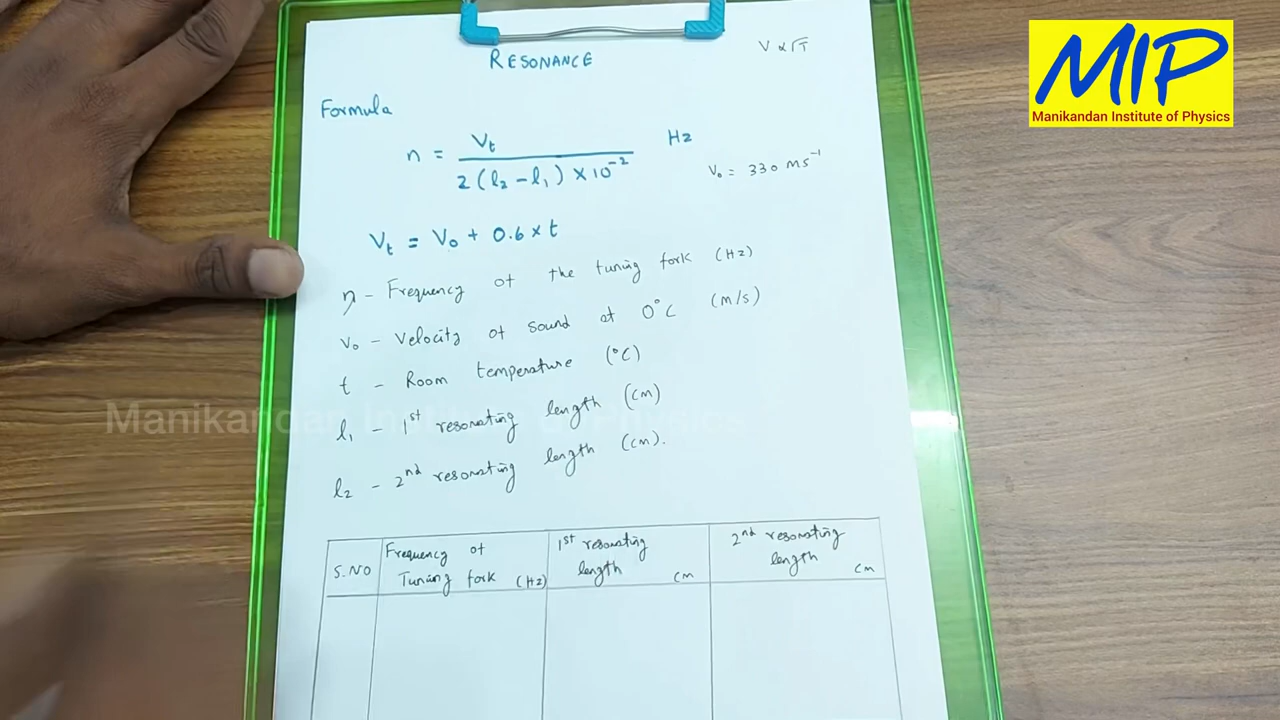 RESONANCE
V ∝ √T
MIP
Manikandan Institute of Physics
Formula
n = Vt / 2(l₂ - l₁) × 10⁻² Hz
V₀ = 330 ms⁻¹
Vt = V₀ + 0.6 × t
n - Frequency of the tuning fork (Hz)
V₀ - Velocity of sound at 0°C (m/s)
t - Room temperature (°C)
Manikandan Institute of Physics
l₁ - 1st resonating length (cm)
l₂ - 2nd resonating length (cm).
S.NO
Frequency of
Tuning fork (Hz)
1st resonating
length cm
2nd resonating
length cm